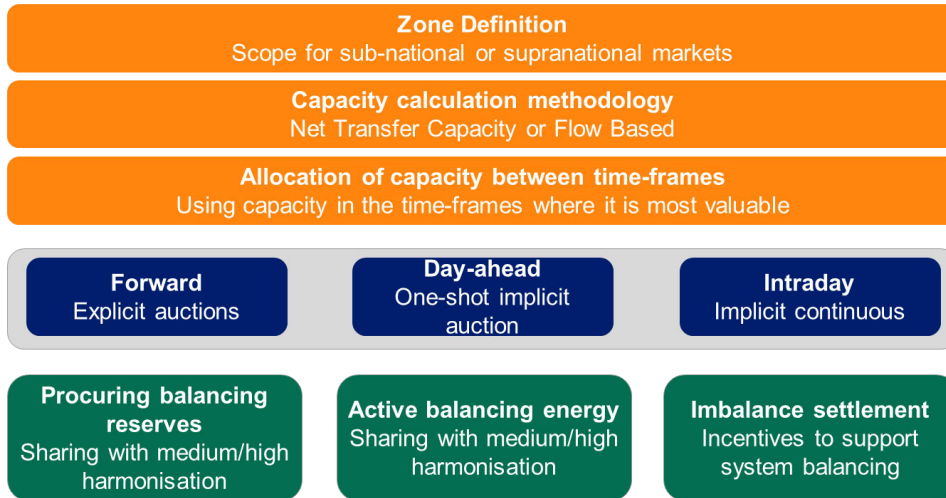 Zone Definition
Scope for sub-national or supranational markets
Capacity calculation methodology
Net Transfer Capacity or Flow Based
Allocation of capacity between time-frames
Using capacity in the time-frames where it is most valuable
Forward
Explicit auctions
Day-ahead
One-shot implicit
auction
Intraday
Implicit continuous
Procuring balancing
reserves
Sharing with medium/high
harmonisation
Active balancing energy
Sharing with medium/high
harmonisation
Imbalance settlement
Incentives to support
system balancing